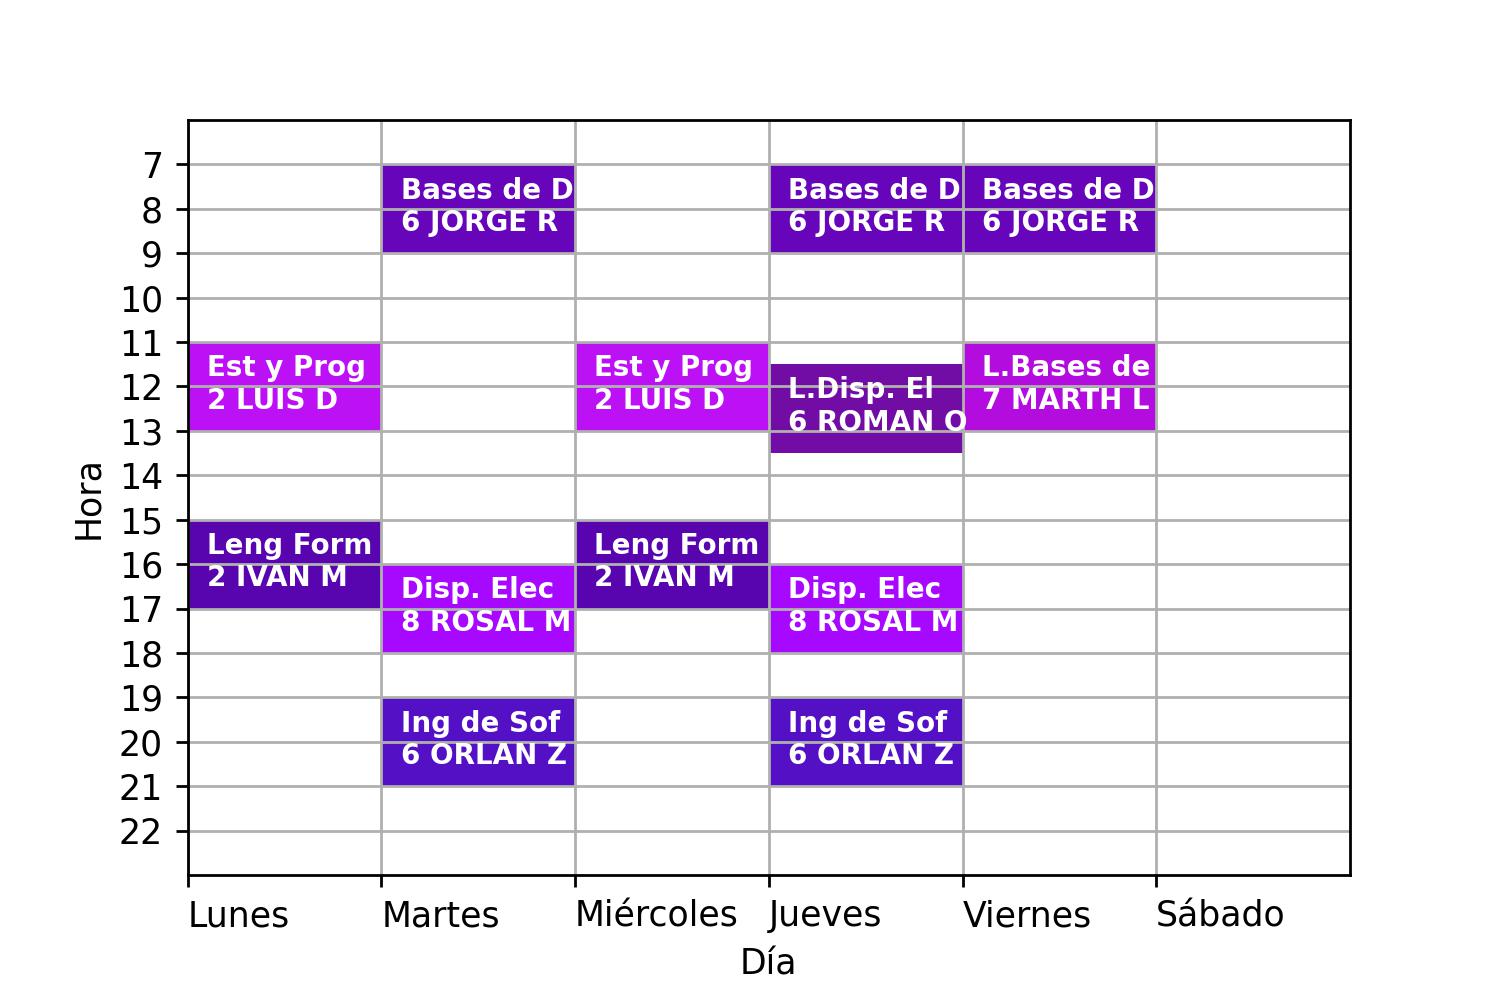 7
Bases de D
Bases de D
Bases de D
8
6 JORGE R
6 JORGE R
6 JORGE R
9
10
11
Est y Prog
Est y Prog
L.Bases de
12
L.Disp. El
2 LUIS D
2 LUIS D
7 MARTH L
6 ROMAN O
13
14
Hora
15
Leng Form
Leng Form
16
2 IVAN M
2 IVAN M
Disp. Elec
Disp. Elec
17
8 ROSAL M
8 ROSAL M
18
19
Ing de Sof
Ing de Sof
20
6 ORLAN Z
6 ORLAN Z
21
22
Lunes Martes Miércoles Jueves Viernes Sábado
Día